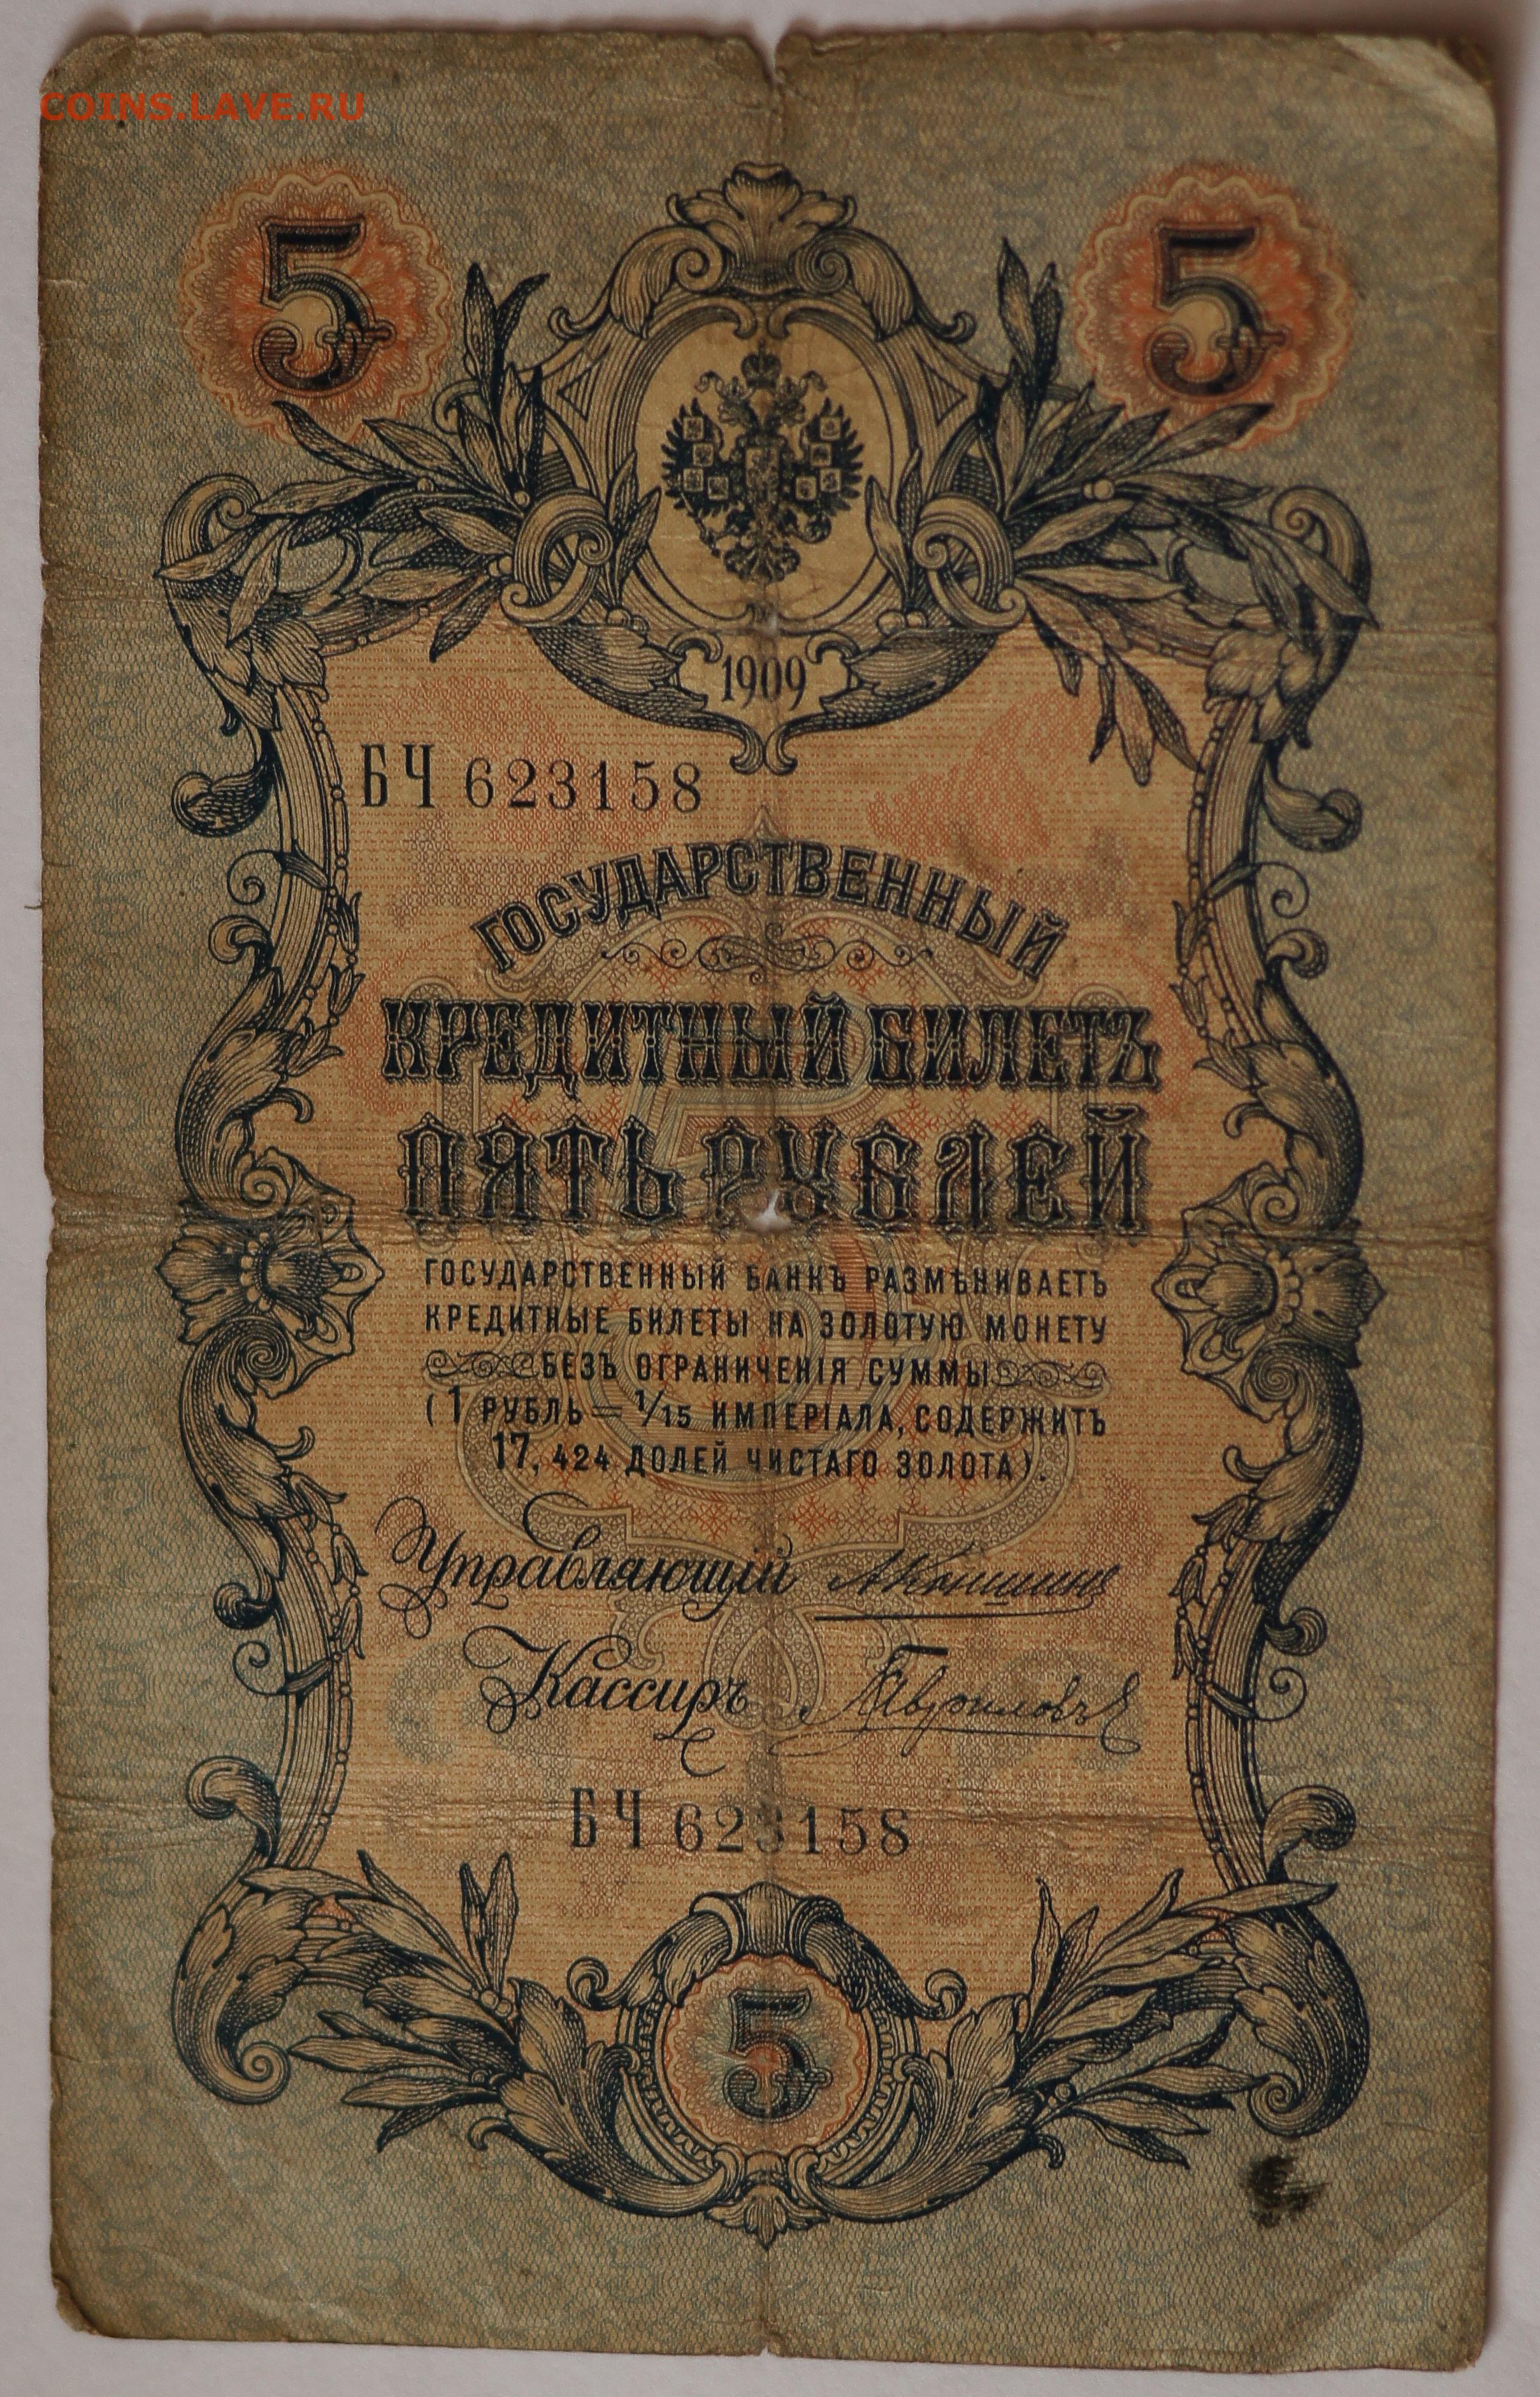 COINS.LAVE.RU
5 5
1909
БЧ 623158
ГОСУДАРСТВЕННЫЙ
КРЕДИТНЫЙ БИЛЕТЪ
ПЯТЬ РУБЛЕЙ
ГОСУДАРСТВЕННЫЙ БАНКЪ РАЗМѢНИВАЕТЪ
КРЕДИТНЫЕ БИЛЕТЫ НА ЗОЛОТУЮ МОНЕТУ
БЕЗЪ ОГРАНИЧЕНІЯ СУММЫ
(1 РУБЛЬ = 1/15 ИМПЕРІАЛА, СОДЕРЖИТЪ
17, 424 ДОЛЕЙ ЧИСТАГО ЗОЛОТА).
Управляющій АКоншинъ
Кассиръ Гавриловъ
БЧ 623158
5